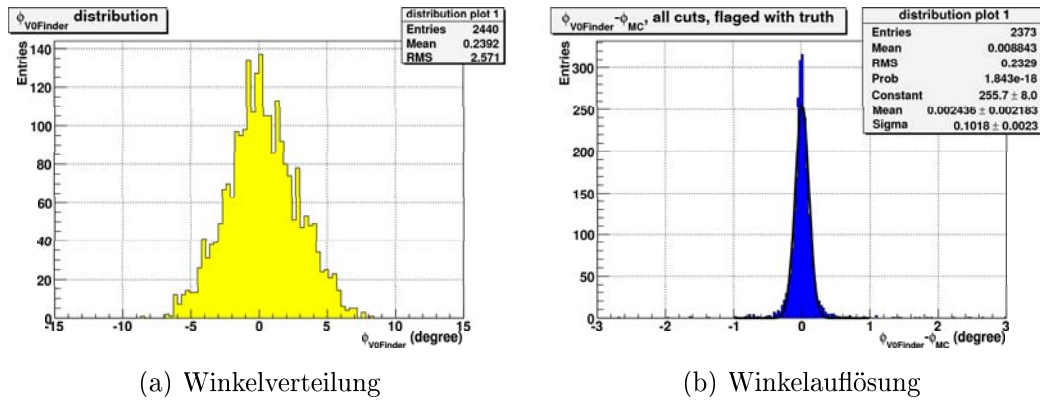 ϕV0Finder distribution
distribution plot 1
Entries 2440
Mean 0.2392
RMS 2.571
Entries
140
120
100
80
60
40
20
0
-15 -10 -5 0 5 10 15
ϕV0Finder (degree)
(a) Winkelverteilung
ϕV0Finder -ϕMC, all cuts, flaged with truth
distribution plot 1
Entries 2373
Mean 0.008843
RMS 0.2329
Prob 1.843e-18
Constant 255.7 ± 8.0
Mean 0.002436 ± 0.002183
Sigma 0.1018 ± 0.0023
Entries
300
250
200
150
100
50
0
-3 -2 -1 0 1 2 3
ϕV0Finder-ϕMC (degree)
(b) Winkelauflösung